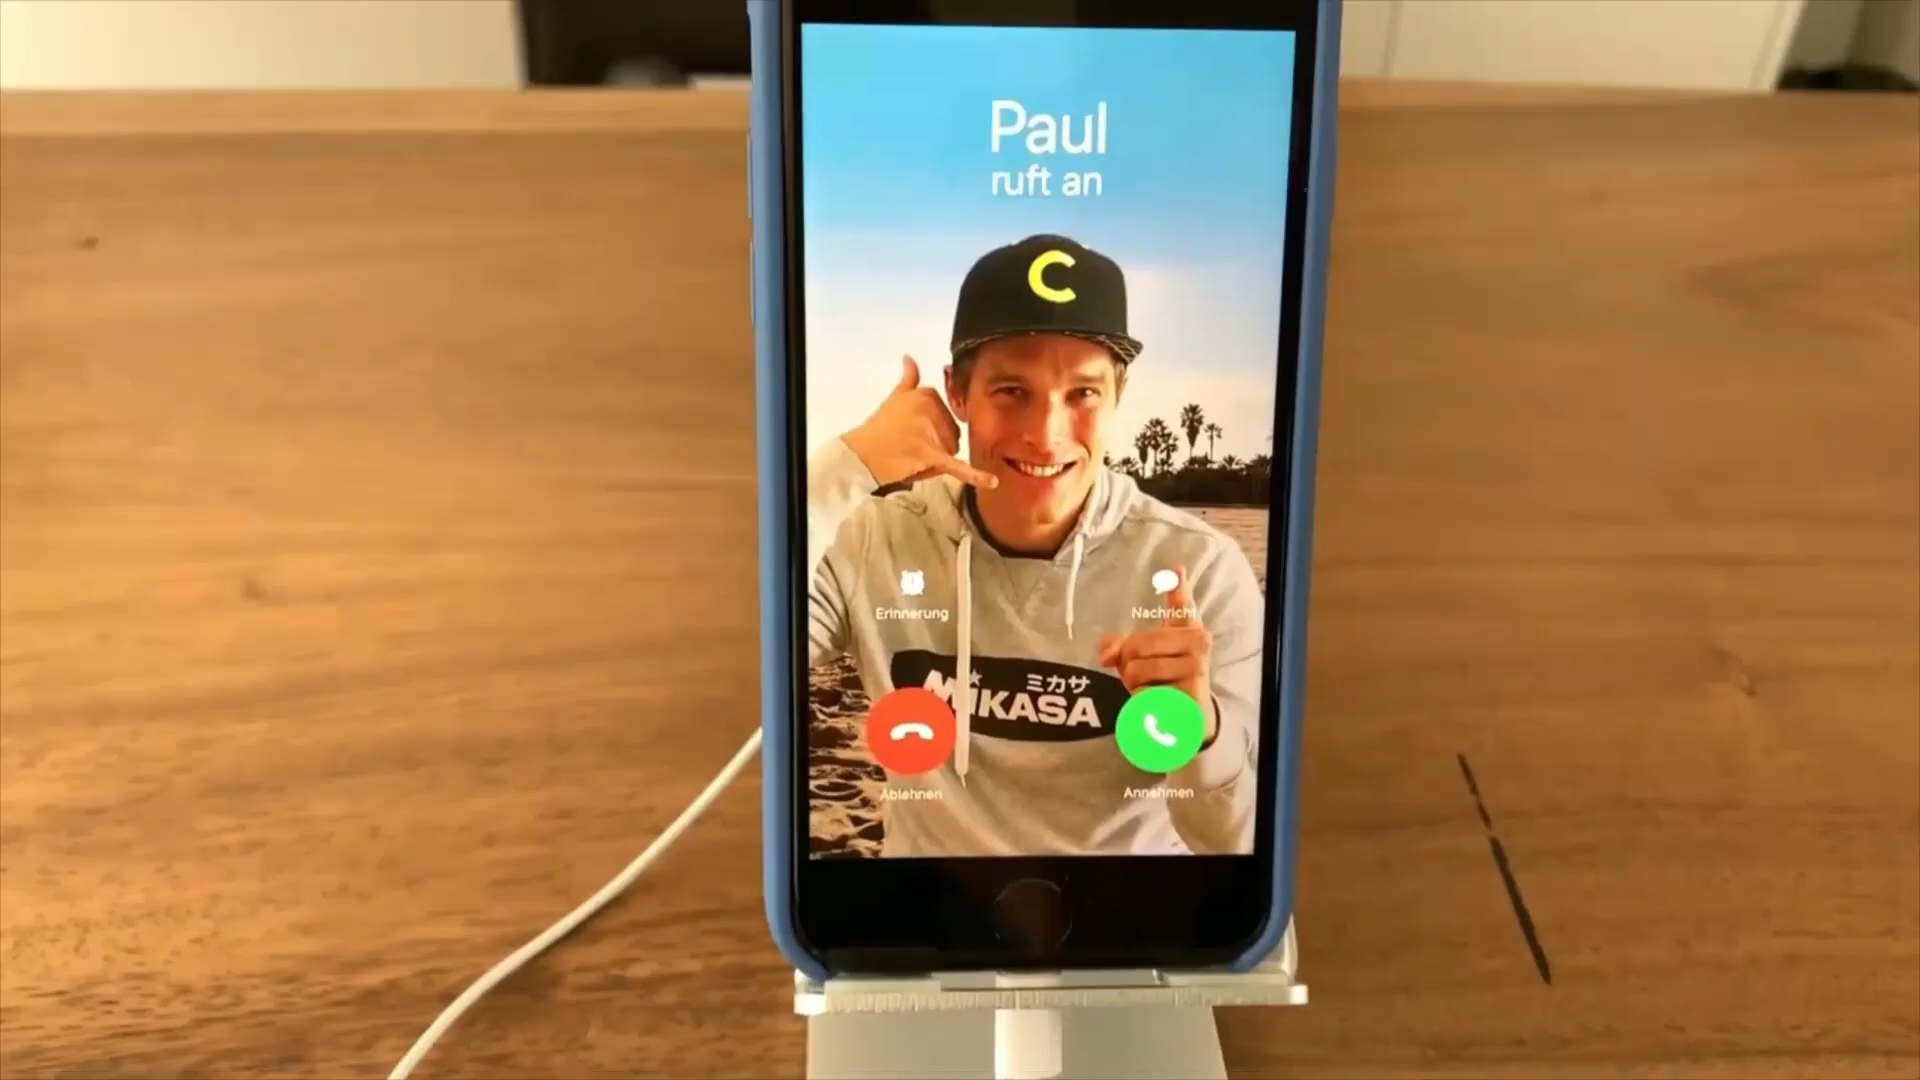 Paul
ruft an
C
Erinnerung
Nachricht
ミカサ
MIKASA
Ablehnen
Annehmen